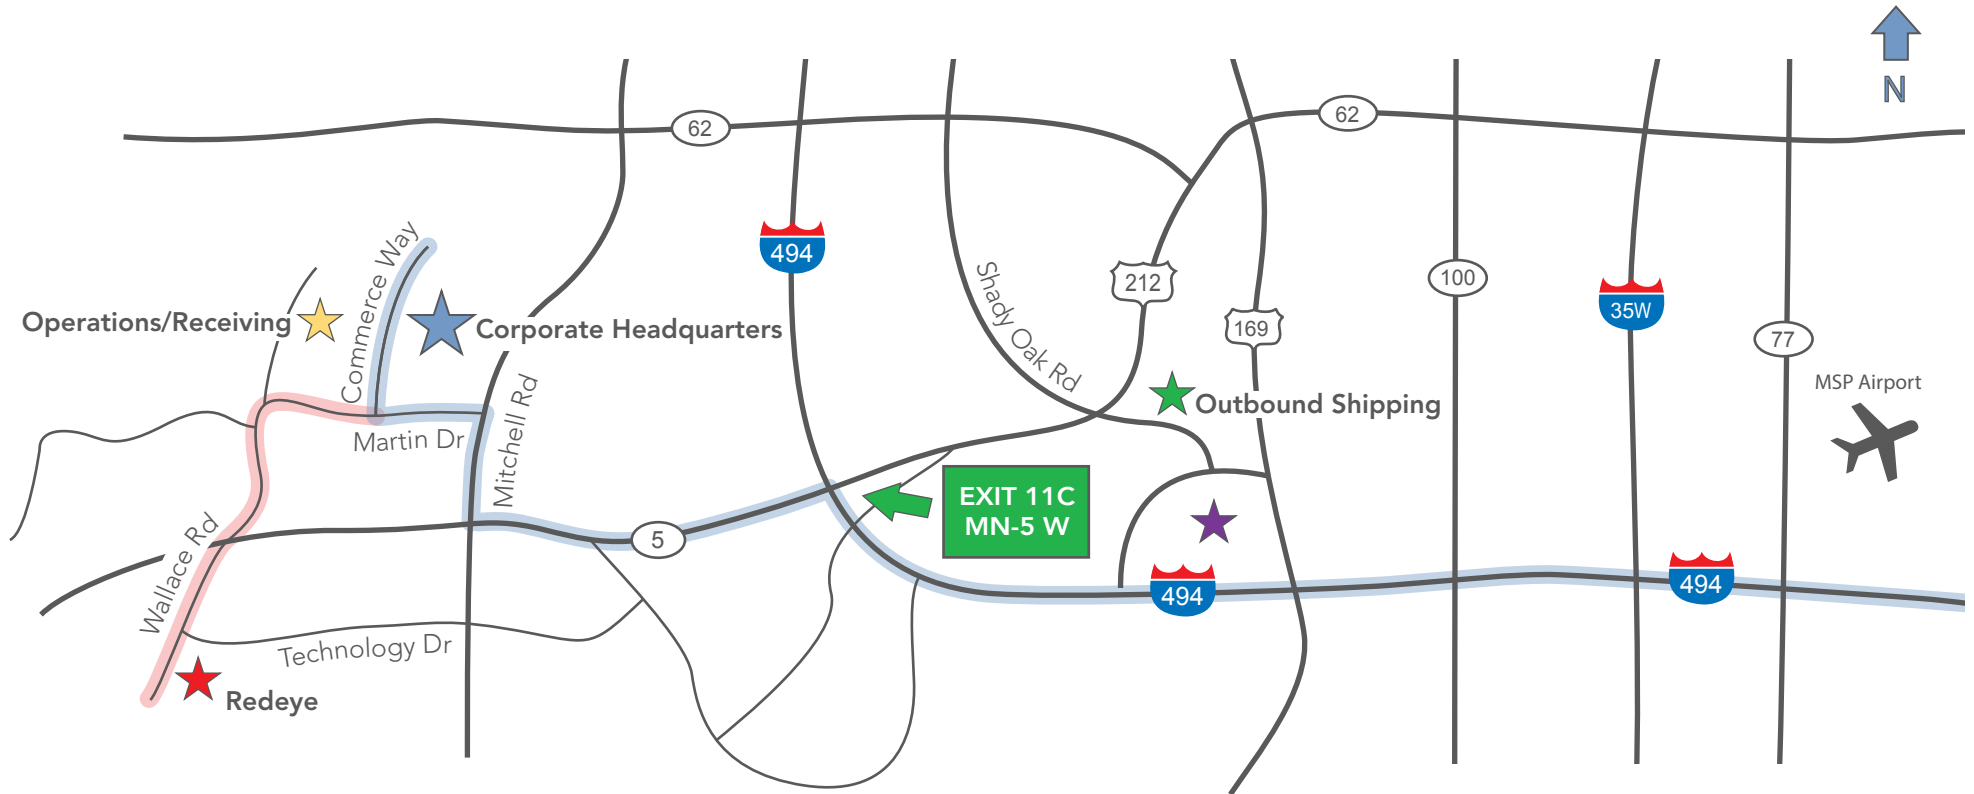 N
62
62
Commerce Way
494
212
Shady Oak Rd
100
35W
Operations/Receiving
Corporate Headquarters
169
77
MSP Airport
Outbound Shipping
Martin Dr
Mitchell Rd
EXIT 11C
MN-5 W
5
Wallace Rd
494
494
Technology Dr
Redeye